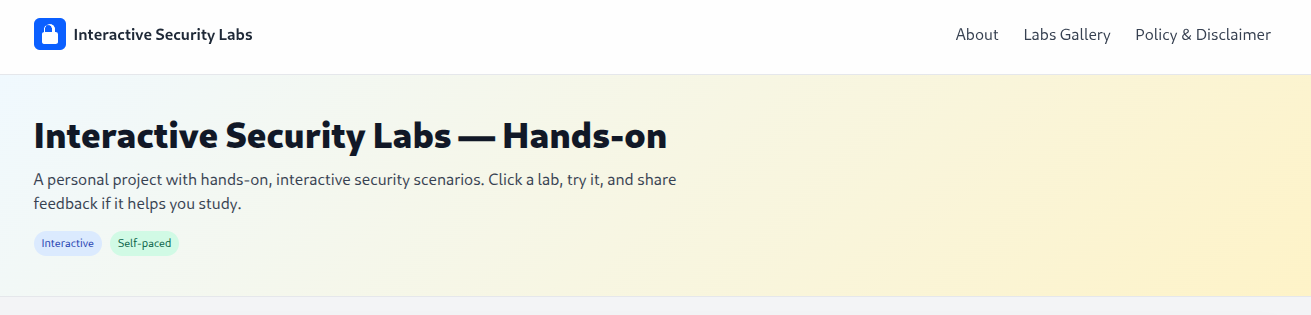 Interactive Security Labs
About
Labs Gallery
Policy & Disclaimer
Interactive Security Labs — Hands-on
A personal project with hands-on, interactive security scenarios. Click a lab, try it, and share
feedback if it helps you study.
Interactive
Self-paced